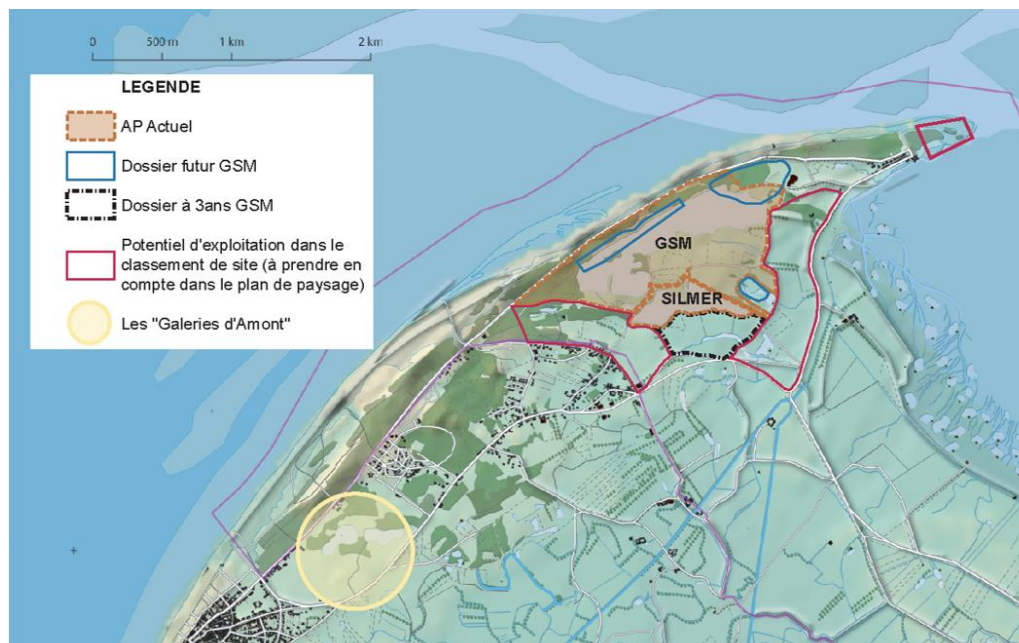 0 500 m 1 km 2 km
LEGENDE
AP Actuel
Dossier futur GSM
Dossier à 3ans GSM
Potentiel d'exploitation dans le
classement de site (à prendre en
compte dans le plan de paysage)
Les "Galeries d'Amont"
GSM
SILMER